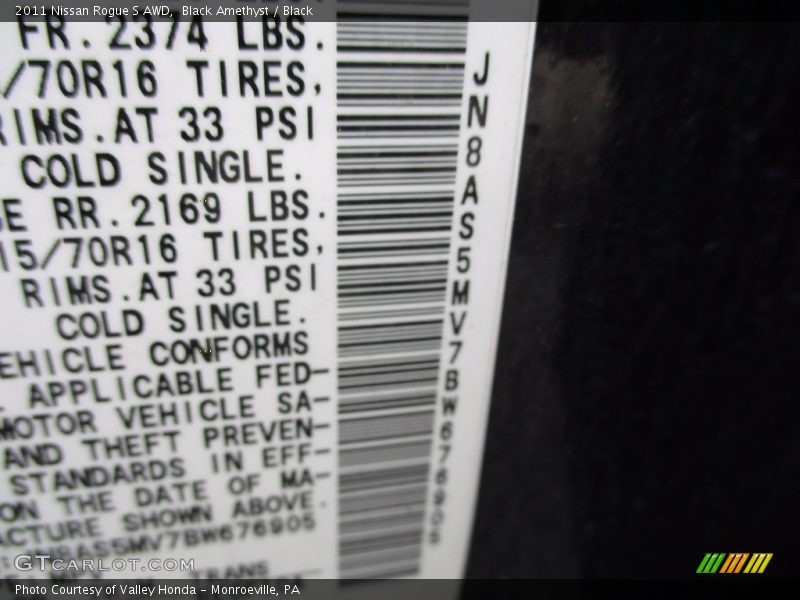 2011 Nissan Rogue S AWD, Black Amethyst / Black
FR. 2374 LBS.
/70R16 TIRES,
RIMS.AT 33 PSI
COLD SINGLE.
E RR. 2169 LBS.
15/70R16 TIRES,
RIMS.AT 33 PSI
COLD SINGLE.
EHICLE CONFORMS
APPLICABLE FED-
MOTOR VEHICLE SA-
AND THEFT PREVEN-
STANDARDS IN EFF-
ON THE DATE OF MA-
ACTURE SHOWN ABOVE.
8AS5MV7BW676905
TRANS
JN8AS5MV7BW676905
GTCarLot.com
Photo Courtesy of Valley Honda - Monroeville, PA